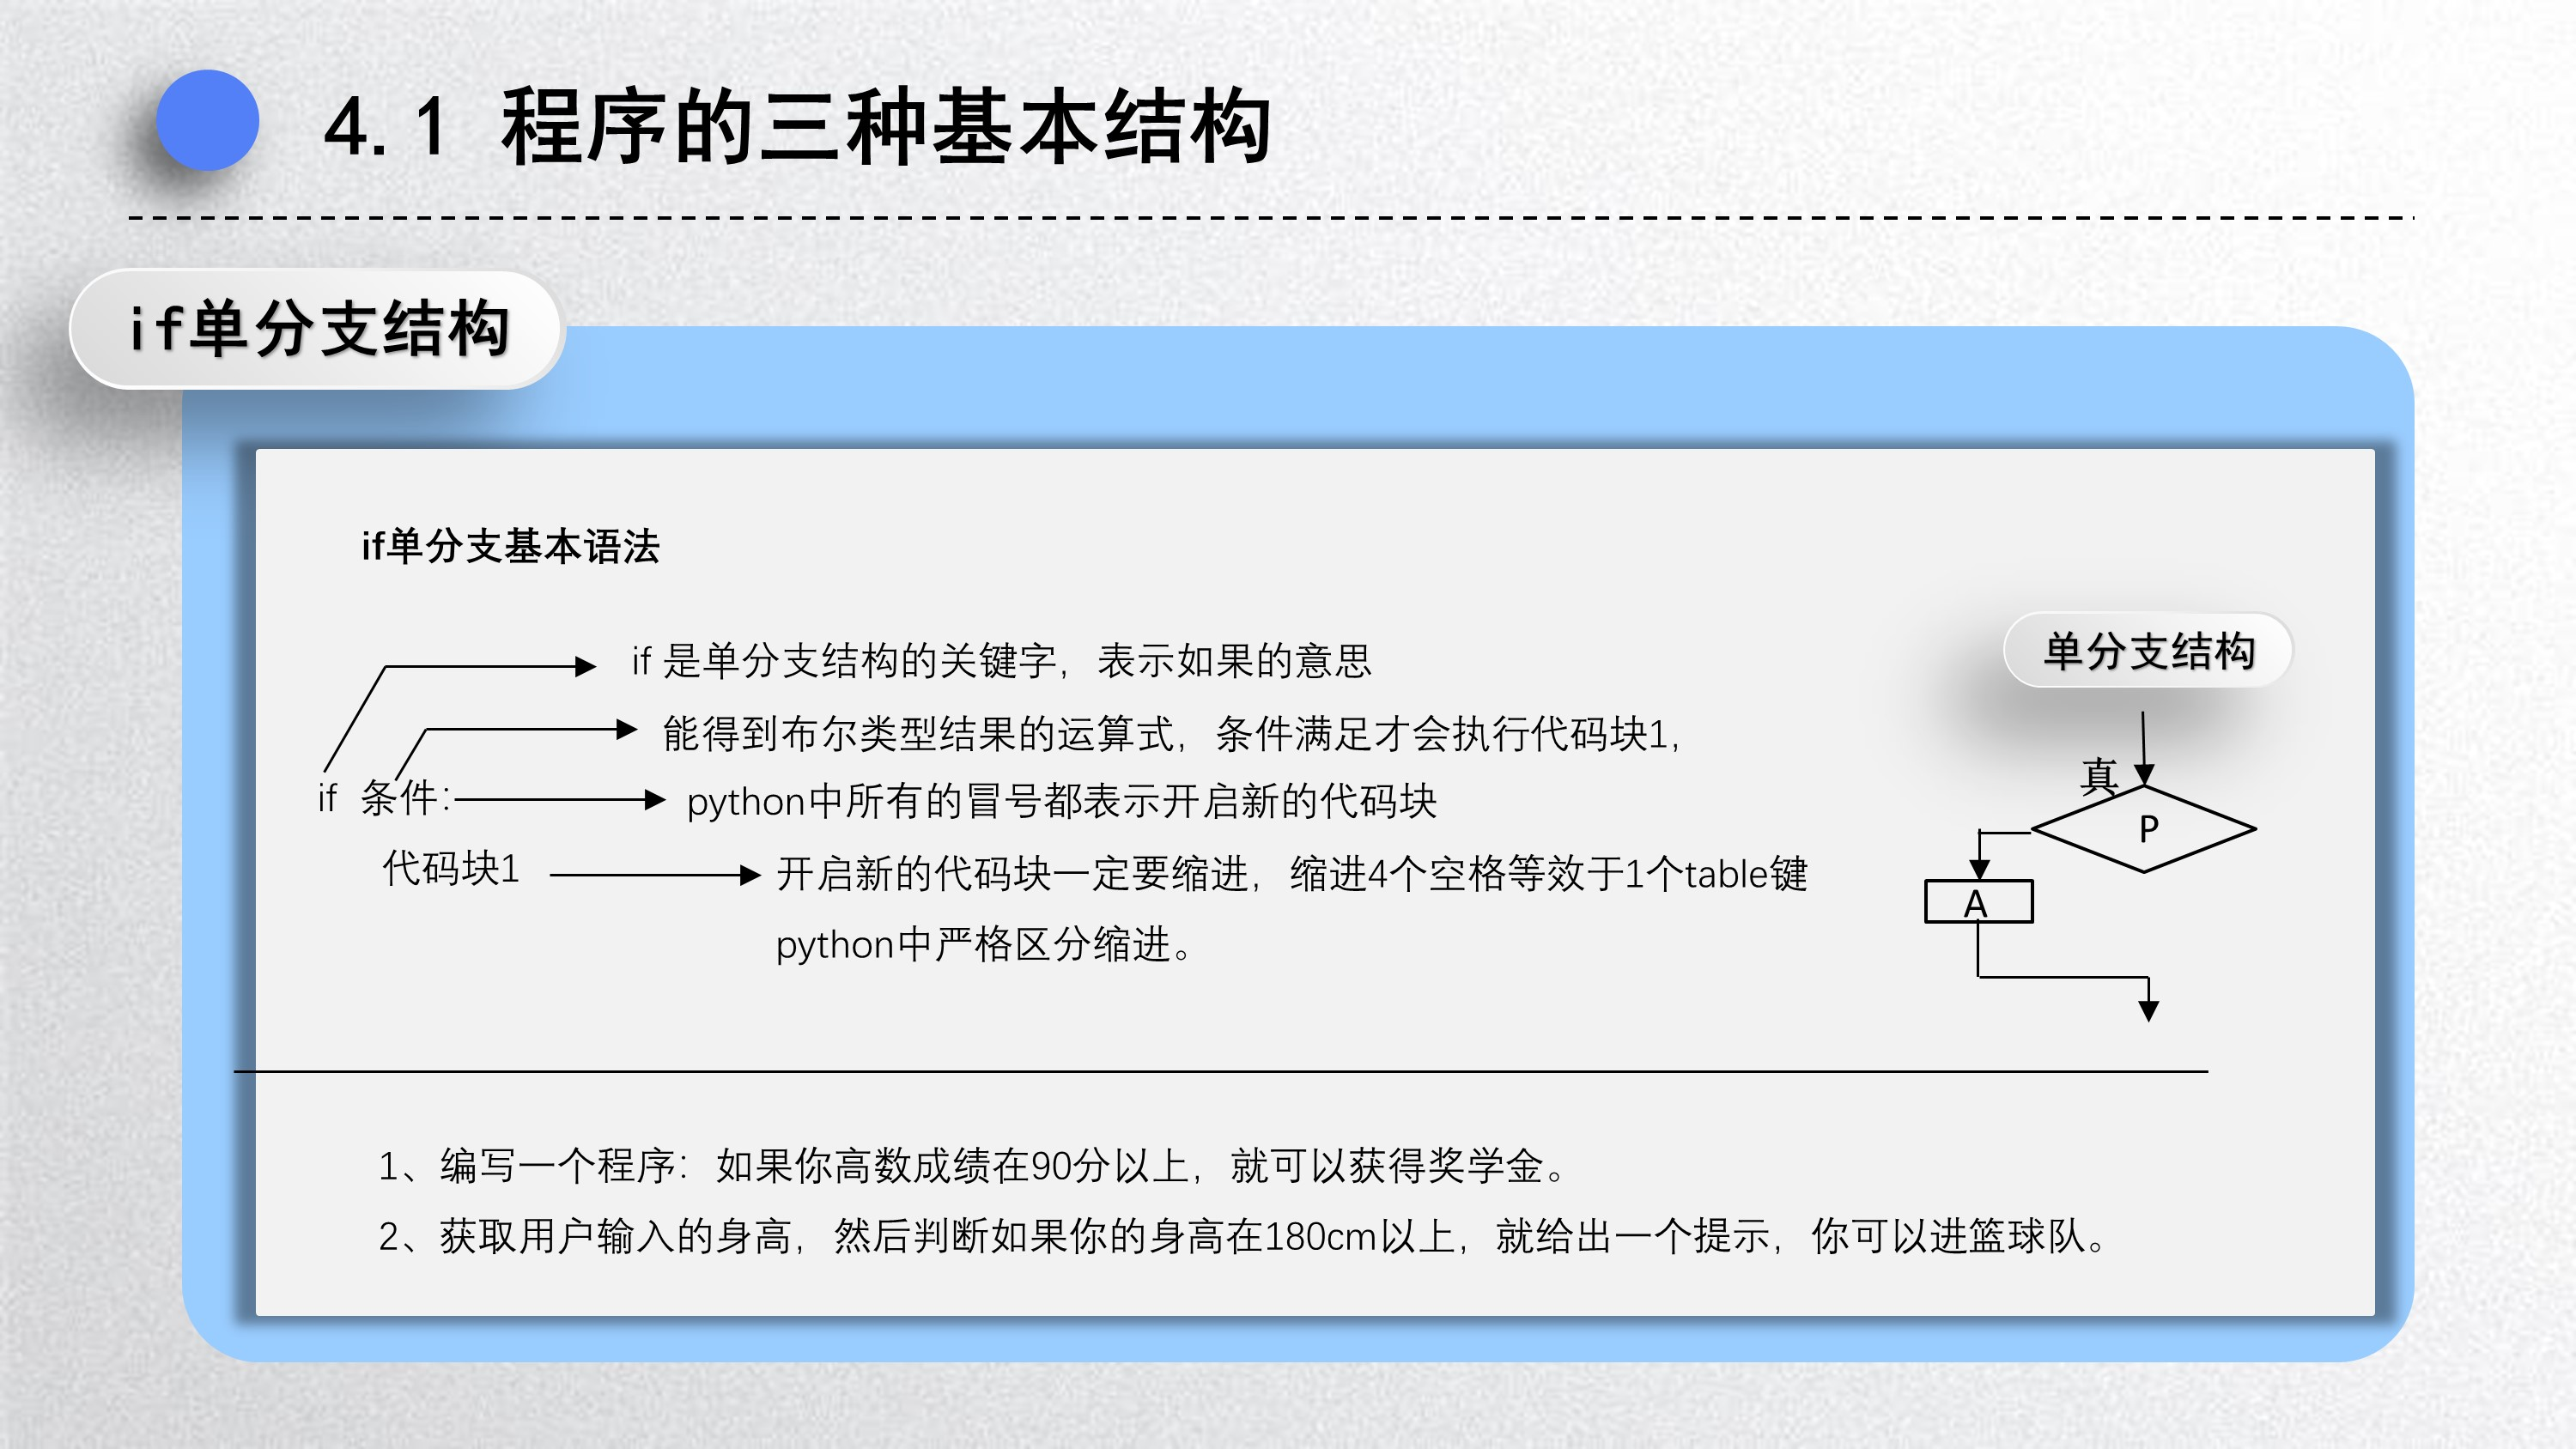 4.1 程序的三种基本结构
if单分支结构
if单分支基本语法
if 是单分支结构的关键字，表示如果的意思
能得到布尔类型结果的运算式，条件满足才会执行代码块1，
if 条件：
python中所有的冒号都表示开启新的代码块
代码块1
开启新的代码块一定要缩进，缩进4个空格等效于1个table键
python中严格区分缩进。
单分支结构
真
P
A
1、编写一个程序：如果你高数成绩在90分以上，就可以获得奖学金。
2、获取用户输入的身高，然后判断如果你的身高在180cm以上，就给出一个提示，你可以进篮球队。